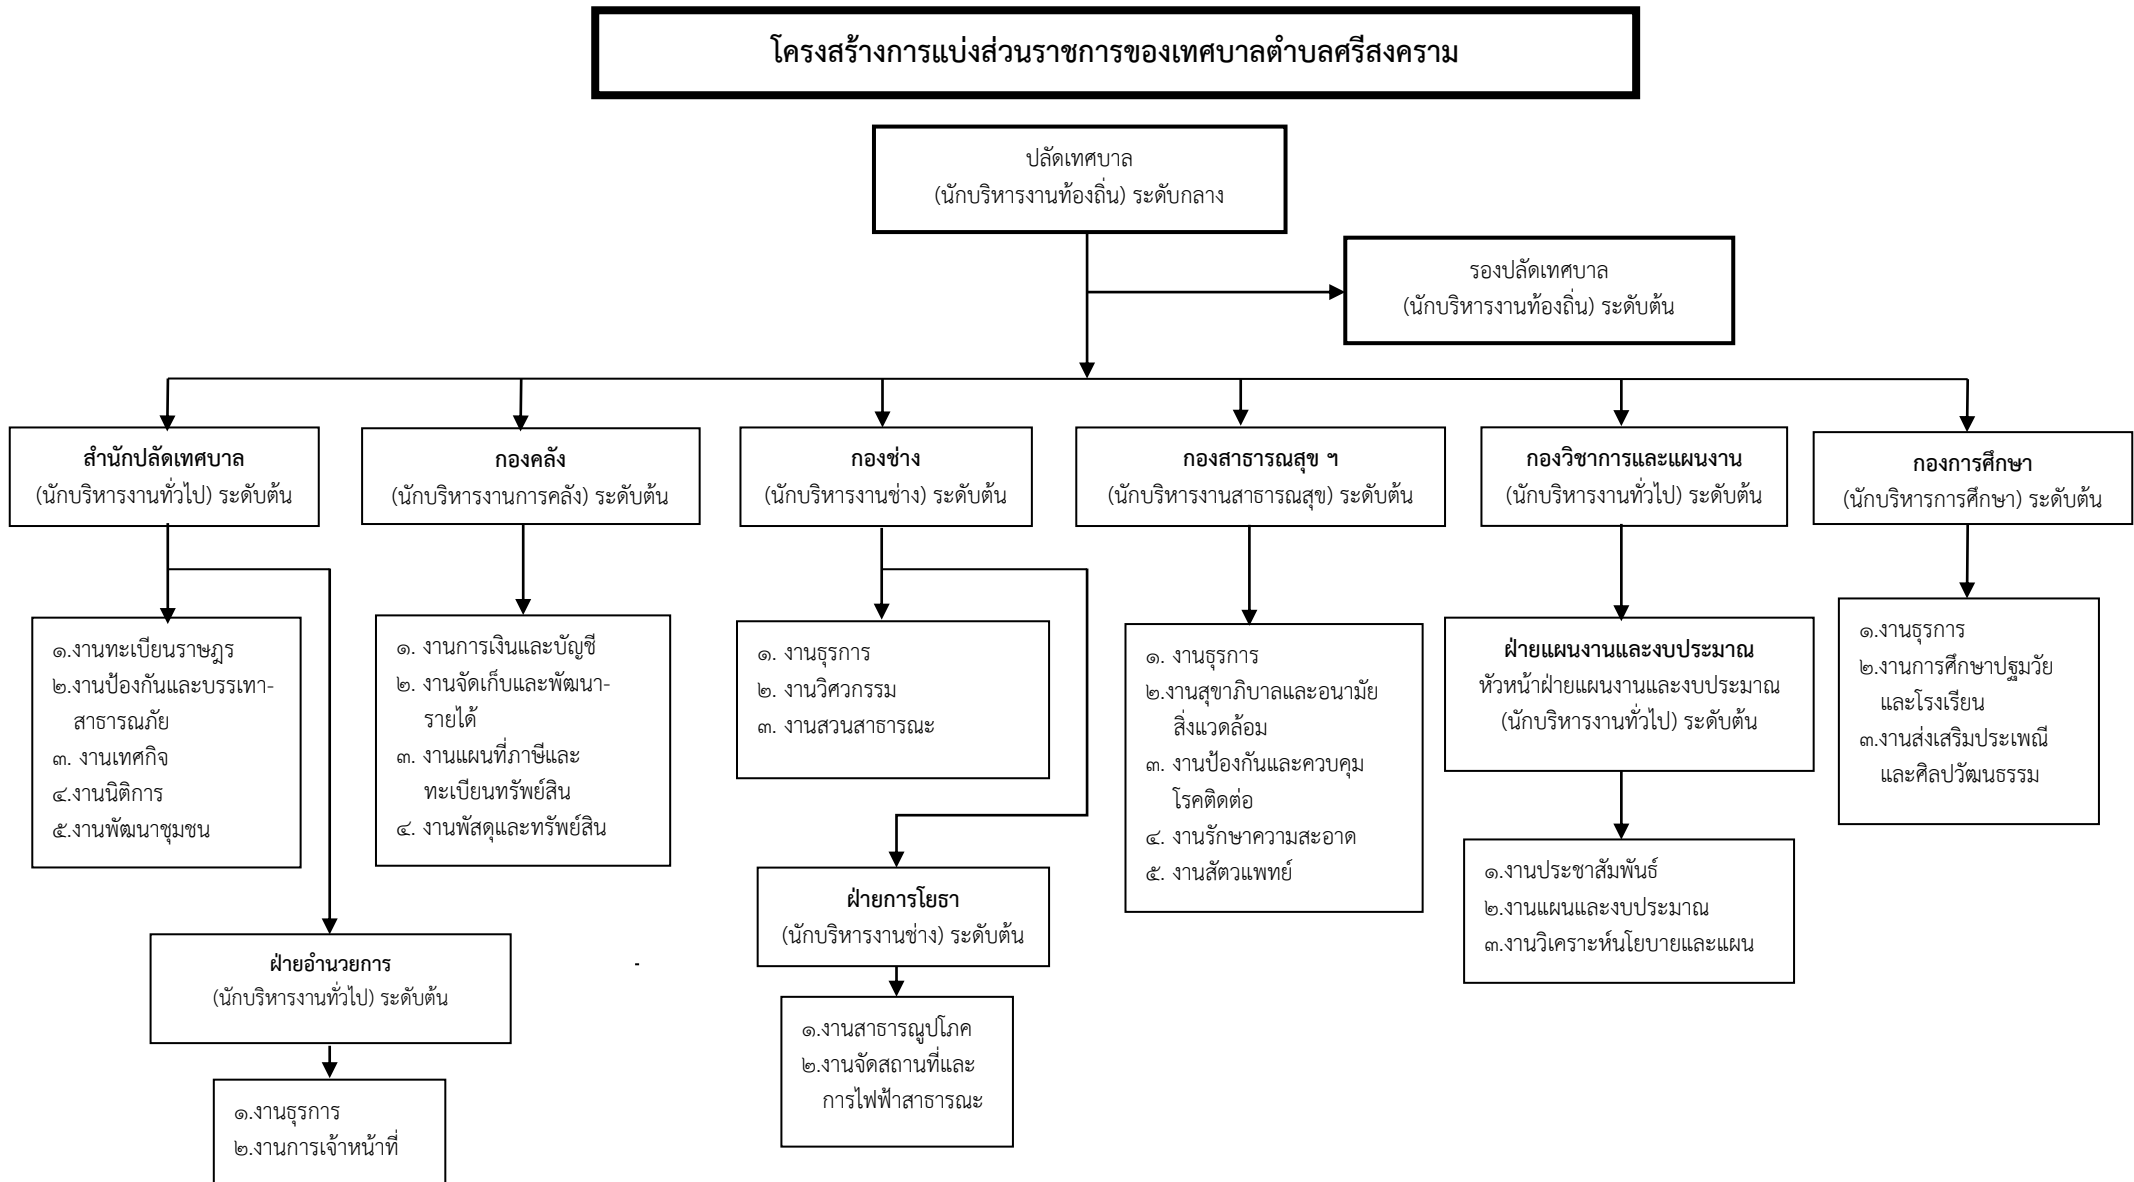 โครงสร้างการแบ่งส่วนราชการของเทศบาลตำบลศรีสงคราม
ปลัดเทศบาล
(นักบริหารงานท้องถิ่น) ระดับกลาง
รองปลัดเทศบาล
(นักบริหารงานท้องถิ่น) ระดับต้น
สำนักปลัดเทศบาล
(นักบริหารงานทั่วไป) ระดับต้น
กองคลัง
(นักบริหารงานการคลัง) ระดับต้น
กองช่าง
(นักบริหารงานช่าง) ระดับต้น
กองสาธารณสุข ฯ
(นักบริหารงานสาธารณสุข) ระดับต้น
กองวิชาการและแผนงาน
(นักบริหารงานทั่วไป) ระดับต้น
กองการศึกษา
(นักบริหารการศึกษา) ระดับต้น
๑.งานทะเบียนราษฎร
๒.งานป้องกันและบรรเทา-
สาธารณภัย
๓. งานเทศกิจ
๔.งานนิติการ
๕.งานพัฒนาชุมชน
๑. งานการเงินและบัญชี
๒. งานจัดเก็บและพัฒนา-
รายได้
๓. งานแผนที่ภาษีและ
ทะเบียนทรัพย์สิน
๔. งานพัสดุและทรัพย์สิน
๑. งานธุรการ
๒. งานวิศวกรรม
๓. งานสวนสาธารณะ
๑. งานธุรการ
๒.งานสุขาภิบาลและอนามัย
สิ่งแวดล้อม
๓. งานป้องกันและควบคุม
โรคติดต่อ
๔. งานรักษาความสะอาด
๕. งานสัตวแพทย์
ฝ่ายแผนงานและงบประมาณ
หัวหน้าฝ่ายแผนงานและงบประมาณ
(นักบริหารงานทั่วไป) ระดับต้น
๑.งานธุรการ
๒.งานการศึกษาปฐมวัย
และโรงเรียน
๓.งานส่งเสริมประเพณี
และศิลปวัฒนธรรม
๑.งานประชาสัมพันธ์
๒.งานแผนและงบประมาณ
๓.งานวิเคราะห์นโยบายและแผน
ฝ่ายการโยธา
(นักบริหารงานช่าง) ระดับต้น
ฝ่ายอำนวยการ
(นักบริหารงานทั่วไป) ระดับต้น
-
๑.งานสาธารณูปโภค
๒.งานจัดสถานที่และ
การไฟฟ้าสาธารณะ
๑.งานธุรการ
๒.งานการเจ้าหน้าที่